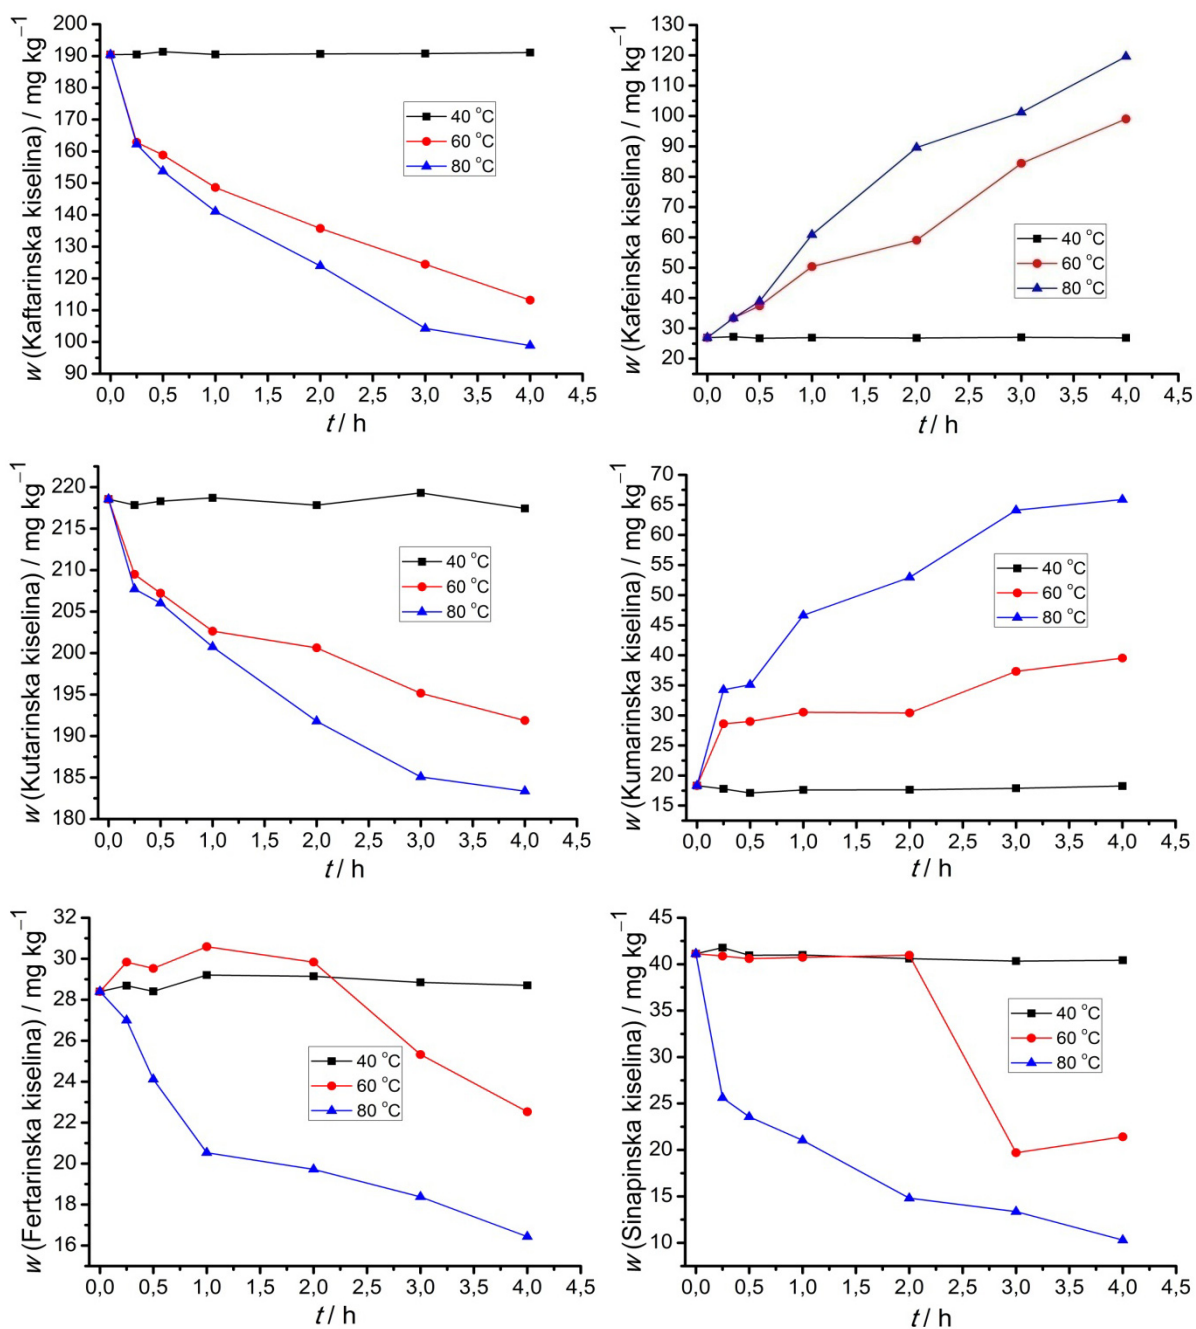 w (Kaftarinska kiselina) / mg kg⁻¹
200
190
180
170
160
150
140
130
120
110
100
90
0,0 0,5 1,0 1,5 2,0 2,5 3,0 3,5 4,0 4,5
t / h
40 °C
60 °C
80 °C
w (Kafeinska kiselina) / mg kg⁻¹
130
120
110
100
90
80
70
60
50
40
30
20
0,0 0,5 1,0 1,5 2,0 2,5 3,0 3,5 4,0 4,5
t / h
40 °C
60 °C
80 °C
w (Kutarinska kiselina) / mg kg⁻¹
220
215
210
205
200
195
190
185
180
0,0 0,5 1,0 1,5 2,0 2,5 3,0 3,5 4,0 4,5
t / h
40 °C
60 °C
80 °C
w (Kumarinska kiselina) / mg kg⁻¹
70
65
60
55
50
45
40
35
30
25
20
15
0,0 0,5 1,0 1,5 2,0 2,5 3,0 3,5 4,0 4,5
t / h
40 °C
60 °C
80 °C
w (Fertarinska kiselina) / mg kg⁻¹
32
30
28
26
24
22
20
18
16
0,0 0,5 1,0 1,5 2,0 2,5 3,0 3,5 4,0 4,5
t / h
40 °C
60 °C
80 °C
w (Sinapinska kiselina) / mg kg⁻¹
45
40
35
30
25
20
15
10
0,0 0,5 1,0 1,5 2,0 2,5 3,0 3,5 4,0 4,5
t / h
40 °C
60 °C
80 °C